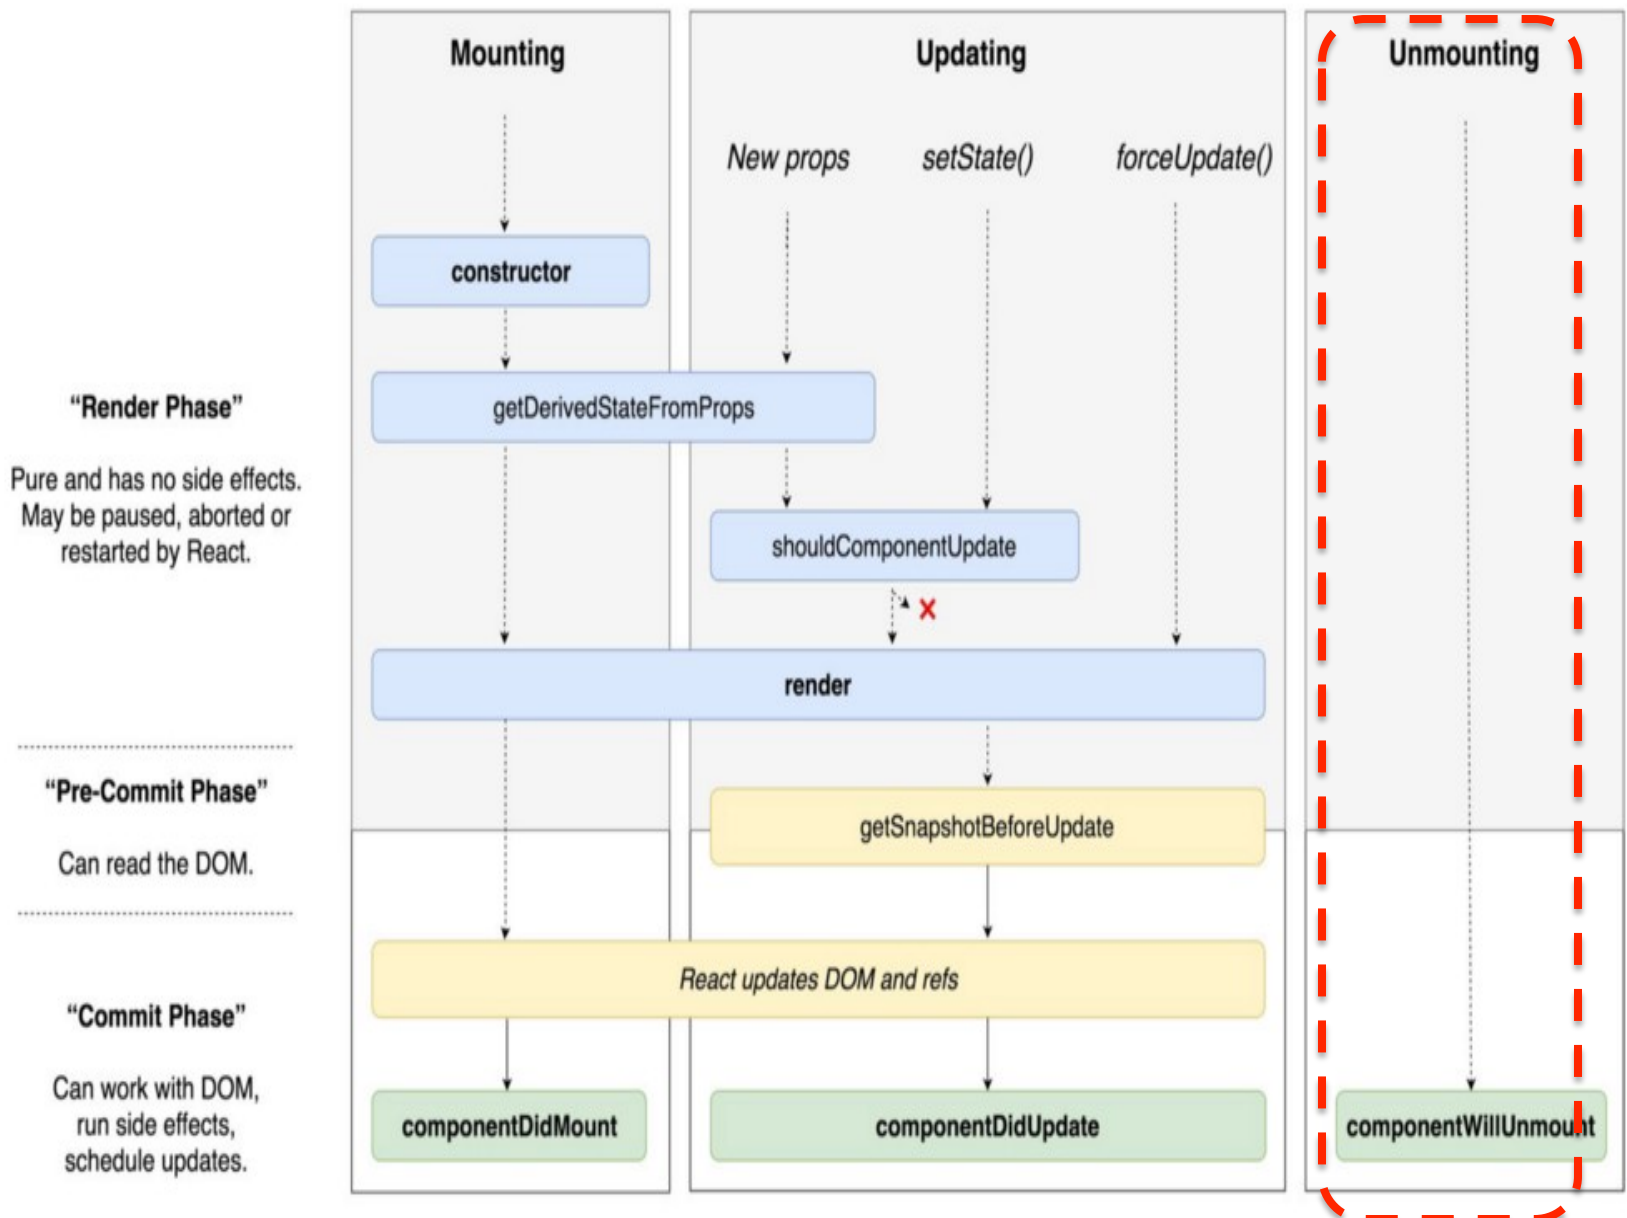 Mounting
Updating
Unmounting
New props
setState()
forceUpdate()
constructor
“Render Phase”
getDerivedStateFromProps
Pure and has no side effects.
May be paused, aborted or
restarted by React.
shouldComponentUpdate
render
“Pre-Commit Phase”
getSnapshotBeforeUpdate
Can read the DOM.
React updates DOM and refs
“Commit Phase”
Can work with DOM,
run side effects,
schedule updates.
componentDidMount
componentDidUpdate
componentWillUnmount